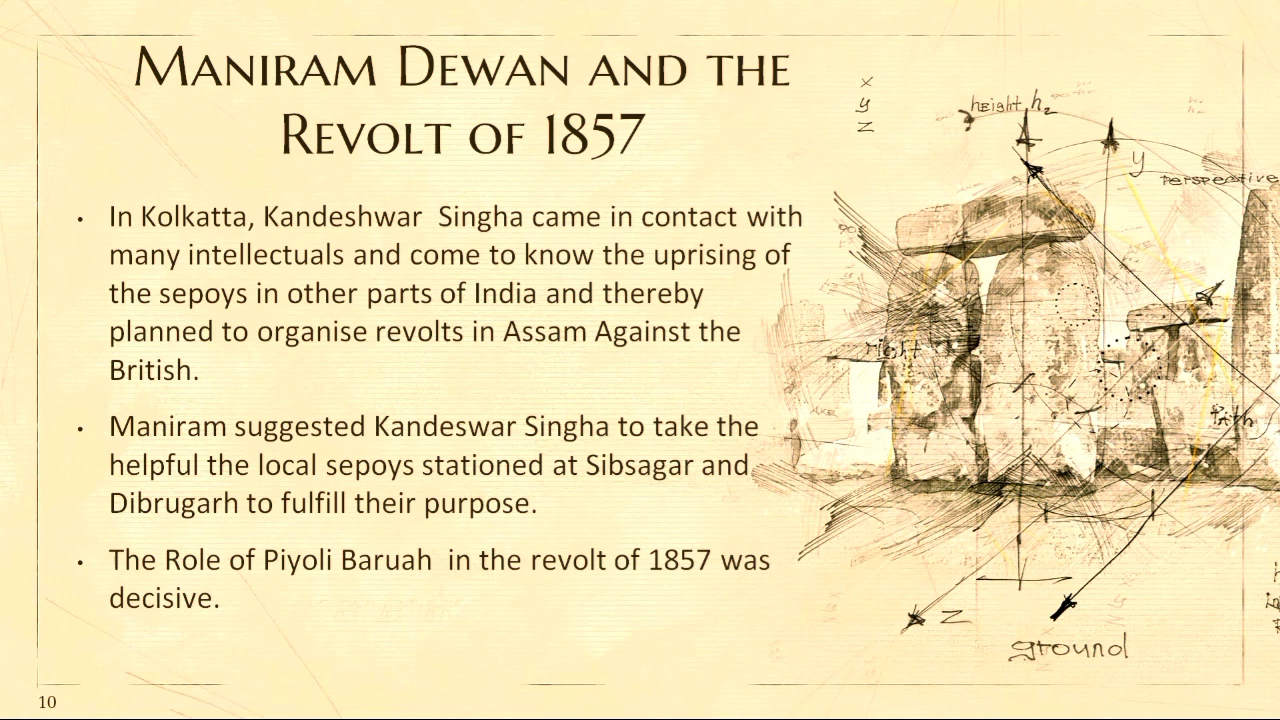 Maniram Dewan and the
Revolt of 1857
• In Kolkatta, Kandeshwar Singha came in contact with
many intellectuals and come to know the uprising of
the sepoys in other parts of India and thereby
planned to organise revolts in Assam Against the
British.
• Maniram suggested Kandeswar Singha to take the
helpful the local sepoys stationed at Sibsagar and
Dibrugarh to fulfill their purpose.
• The Role of Piyoli Baruah in the revolt of 1857 was
decisive.
x
y
z
height h₂
y
perspective
right
path
z
ground
10